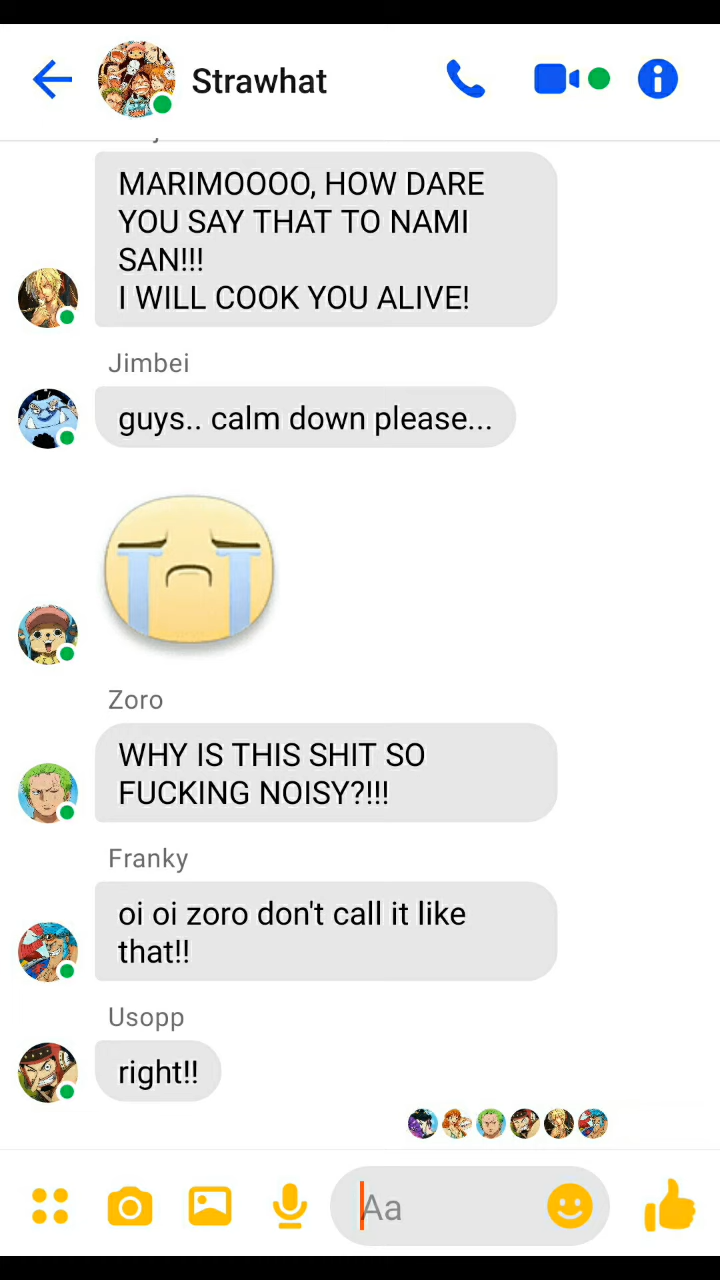 Strawhat
MARIMOOOO, HOW DARE
YOU SAY THAT TO NAMI
SAN!!!
I WILL COOK YOU ALIVE!
Jimbei
guys.. calm down please...
Zoro
WHY IS THIS SHIT SO
FUCKING NOISY?!!!
Franky
oi oi zoro don't call it like
that!!
Usopp
right!!
Aa